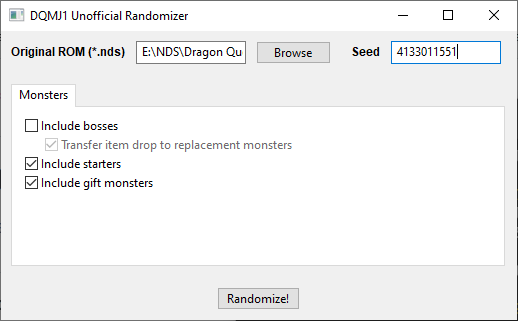 DQMJ1 Unofficial Randomizer
Original ROM (*.nds) E:\NDS\Dragon Qu Browse Seed 4133011551
Monsters
Include bosses
Transfer item drop to replacement monsters
Include starters
Include gift monsters
Randomize!